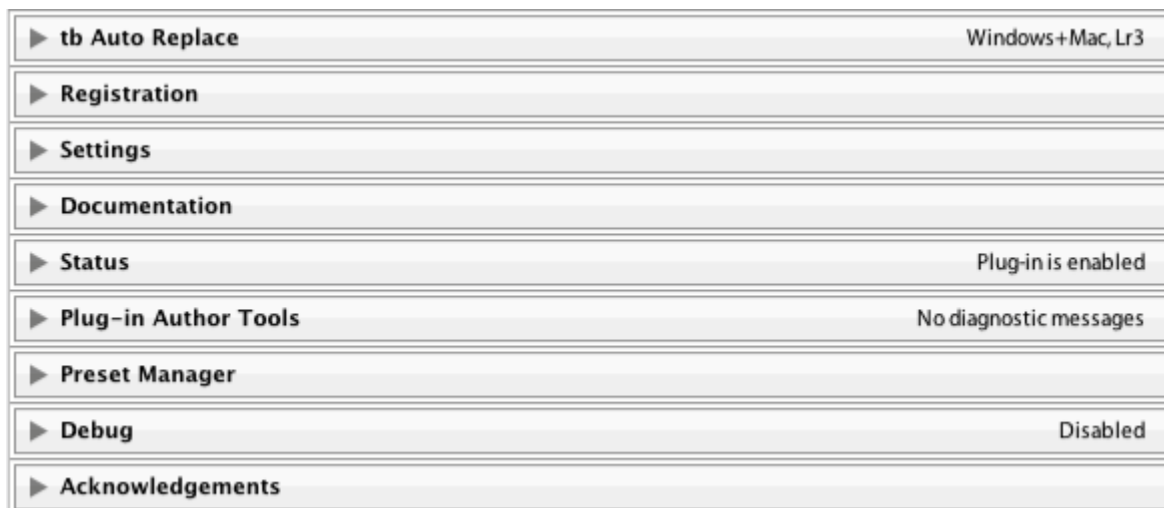 tb Auto Replace Windows+Mac, Lr3
Registration
Settings
Documentation
Status Plug-in is enabled
Plug-in Author Tools No diagnostic messages
Preset Manager
Debug Disabled
Acknowledgements